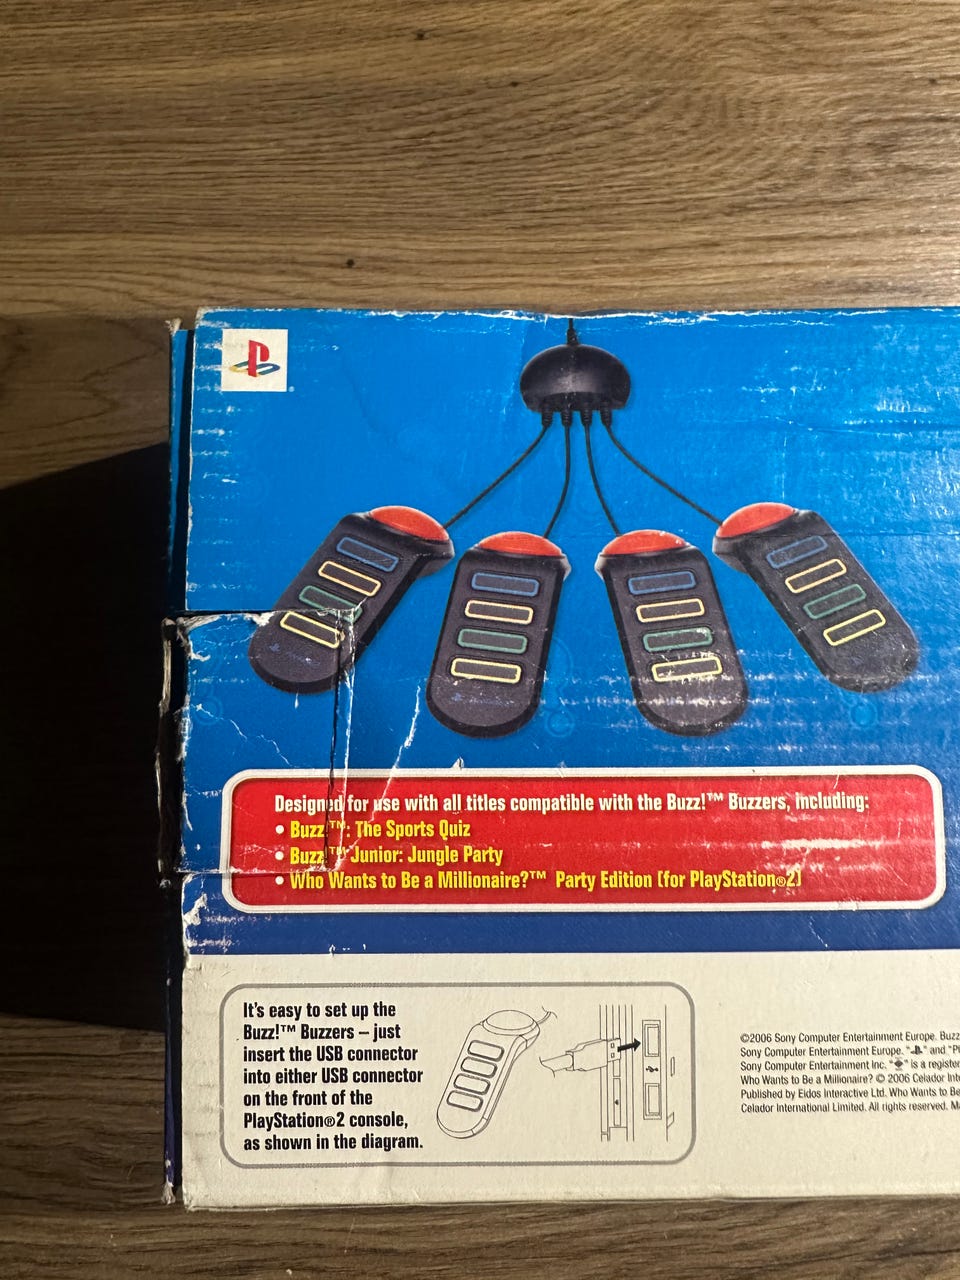 Designed for use with all titles compatible with the Buzz!™ Buzzers, including:
• Buzz!™: The Sports Quiz
• Buzz!™ Junior: Jungle Party
• Who Wants to Be a Millionaire?™ Party Edition (for PlayStation®2)
It's easy to set up the
Buzz!™ Buzzers – just
insert the USB connector
into either USB connector
on the front of the
PlayStation®2 console,
as shown in the diagram.
©2006 Sony Computer Entertainment Europe.
Sony Computer Entertainment Europe. " " and
Sony Computer Entertainment Inc. " " is a
Who Wants to Be a Millionaire? © 2006 Celador
Published by Eidos Interactive Ltd. Who Wants to Be
Celador International Limited. All rights reserved.